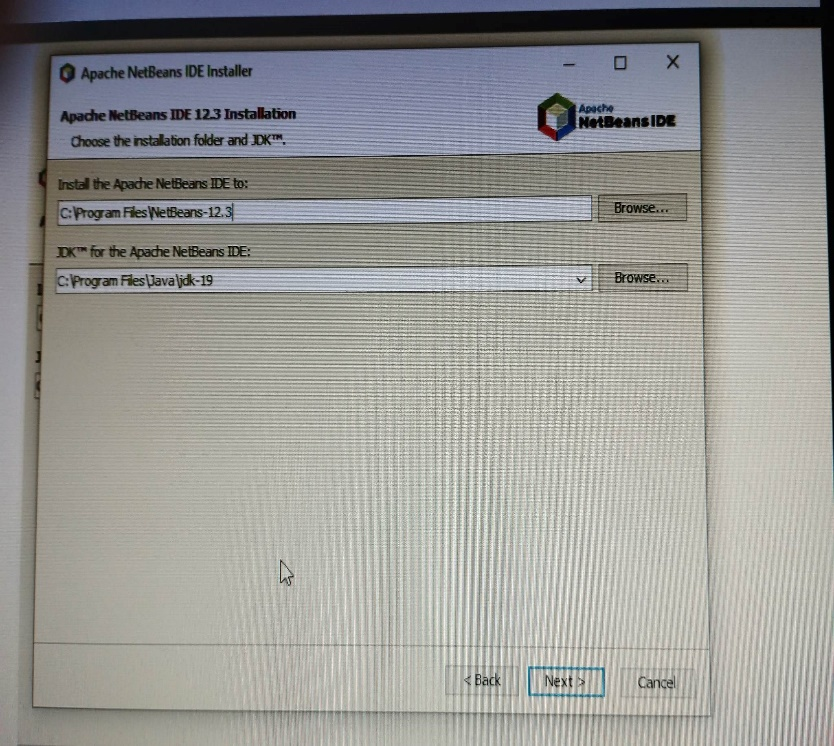 Apache NetBeans IDE Installer
Apache NetBeans IDE 12.3 Installation
Choose the installation folder and JDK™.
Apache
NetBeans IDE
Install the Apache NetBeans IDE to:
C:\Program Files\NetBeans-12.3
Browse...
JDK™ for the Apache NetBeans IDE:
C:\Program Files\Java\jdk-19
Browse...
< Back
Next >
Cancel